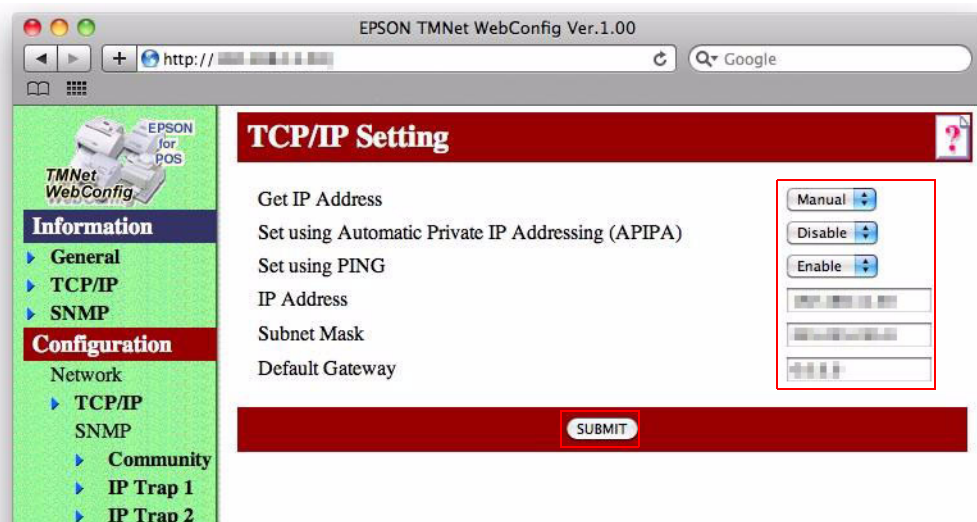 EPSON TMNet WebConfig Ver.1.00
http://
Google
EPSON
for
POS
TMNet
WebConfig
Information
General
TCP/IP
SNMP
Configuration
Network
TCP/IP
SNMP
Community
IP Trap 1
IP Trap 2
TCP/IP Setting
?
Get IP Address Manual
Set using Automatic Private IP Addressing (APIPA) Disable
Set using PING Enable
IP Address
Subnet Mask
Default Gateway
SUBMIT